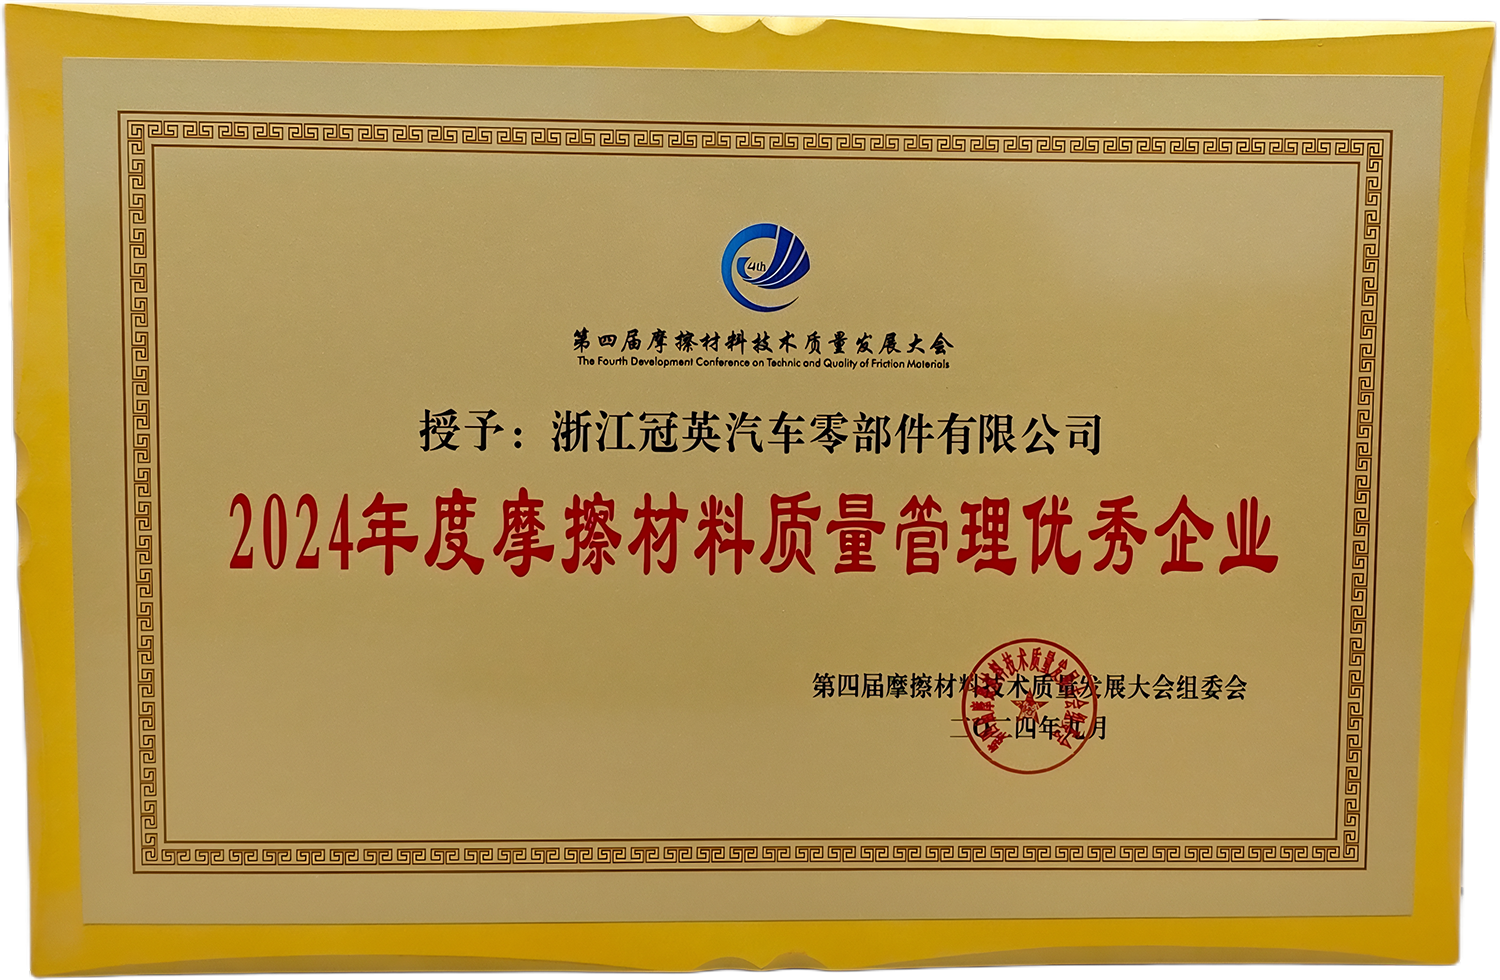 4th
第四届摩擦材料技术质量发展大会
The Fourth Development Conference on Technic and Quality of Friction Materials
授予：浙江冠英汽车零部件有限公司
2024年度摩擦材料质量管理优秀企业
第四届摩擦材料技术质量发展大会组委会
二〇二四年九月